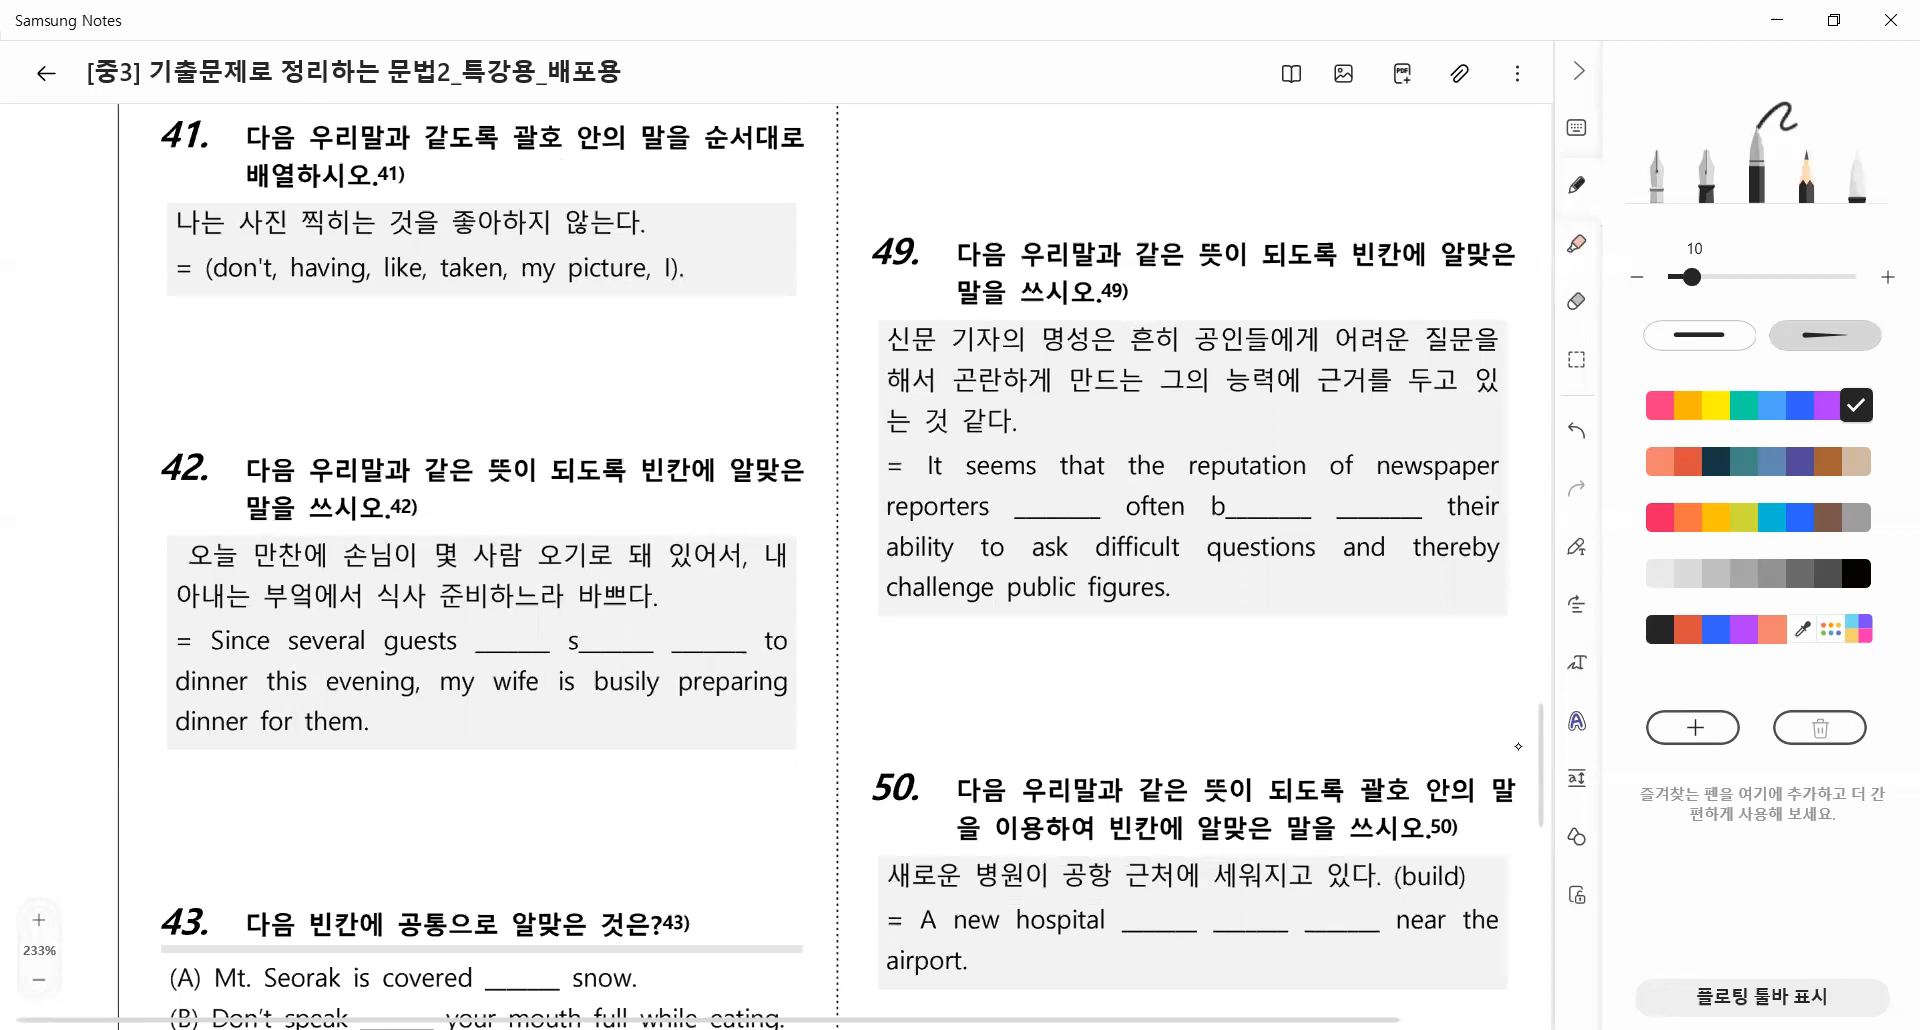 Samsung Notes
[중3] 기출문제로 정리하는 문법2_특강용_배포용
41. 다음 우리말과 같도록 괄호 안의 말을 순서대로
배열하시오.41)
나는 사진 찍히는 것을 좋아하지 않는다.
= (don't, having, like, taken, my picture, I).
42. 다음 우리말과 같은 뜻이 되도록 빈칸에 알맞은
말을 쓰시오.42)
오늘 만찬에 손님이 몇 사람 오기로 돼 있어서, 내
아내는 부엌에서 식사 준비하느라 바쁘다.
= Since several guests ______ s______ ______ to
dinner this evening, my wife is busily preparing
dinner for them.
43. 다음 빈칸에 공통으로 알맞은 것은?43)
(A) Mt. Seorak is covered ______ snow.
(B) Don't speak ______ your mouth full while eating.
49. 다음 우리말과 같은 뜻이 되도록 빈칸에 알맞은
말을 쓰시오.49)
신문 기자의 명성은 흔히 공인들에게 어려운 질문을
해서 곤란하게 만드는 그의 능력에 근거를 두고 있
는 것 같다.
= It seems that the reputation of newspaper
reporters _______ often b_______ _______ their
ability to ask difficult questions and thereby
challenge public figures.
50. 다음 우리말과 같은 뜻이 되도록 괄호 안의 말
을 이용하여 빈칸에 알맞은 말을 쓰시오.50)
새로운 병원이 공항 근처에 세워지고 있다. (build)
= A new hospital ______ ______ ______ near the
airport.
233%
10
즐겨찾는 펜을 여기에 추가하고 더 간
편하게 사용해 보세요.
플로팅 툴바 표시